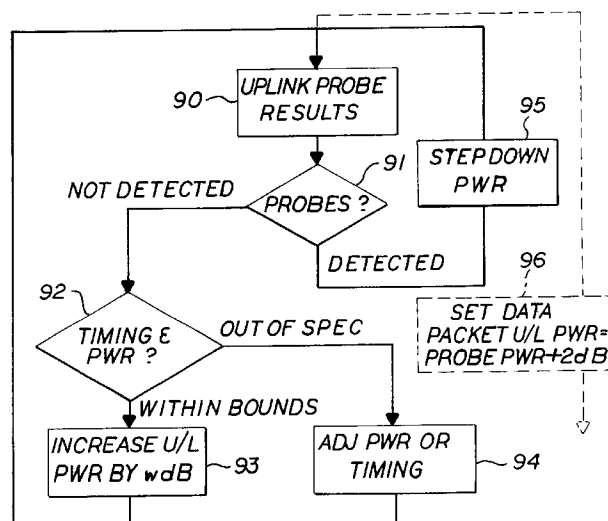 UPLINK PROBE
RESULTS
90
95
STEP DOWN
PWR
91
PROBES ?
NOT DETECTED
DETECTED
92
TIMING &
PWR ?
OUT OF SPEC
96
SET DATA
PACKET U/L PWR=
PROBE PWR+2dB
WITHIN BOUNDS
INCREASE U/L
PWR BY wdB
93
ADJ PWR OR
TIMING
94